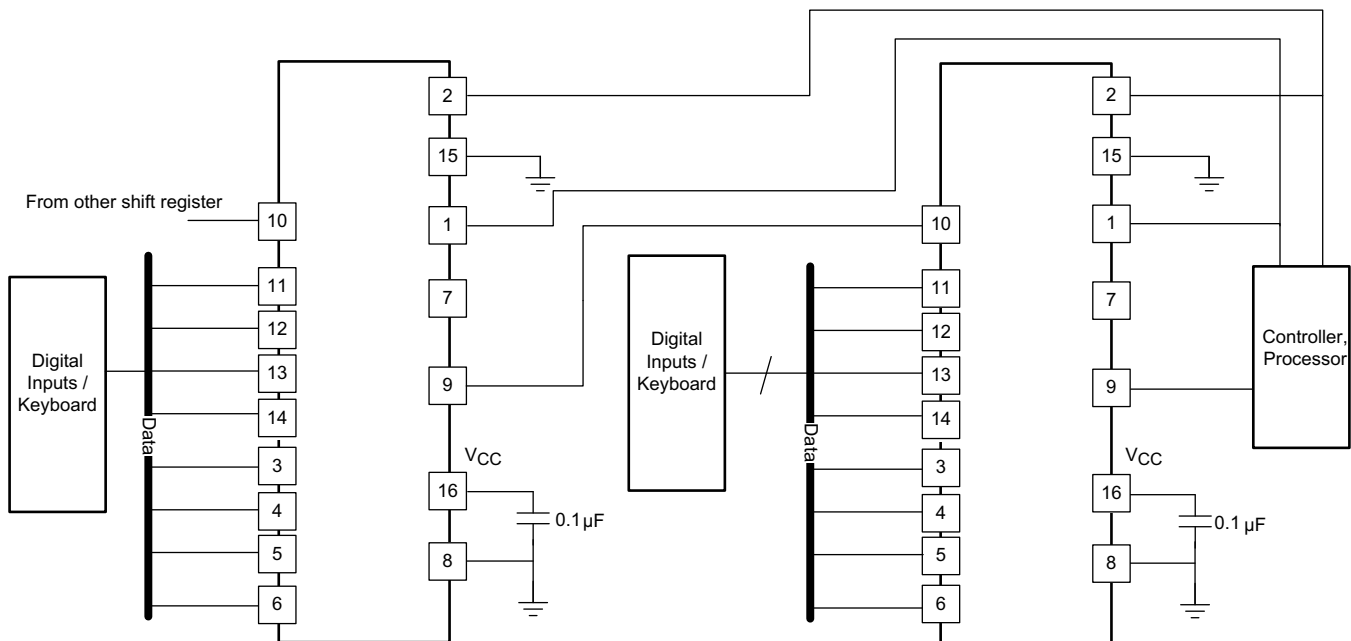 2
15
From other shift register
10
1
11
7
12
Digital
Inputs /
Keyboard
13
9
14
Data
3
VCC
16
4
0.1 µF
5
8
6
2
15
10
1
11
7
12
Digital
Inputs /
Keyboard
13
9
14
Data
3
VCC
16
4
0.1 µF
5
8
6
Controller,
Processor